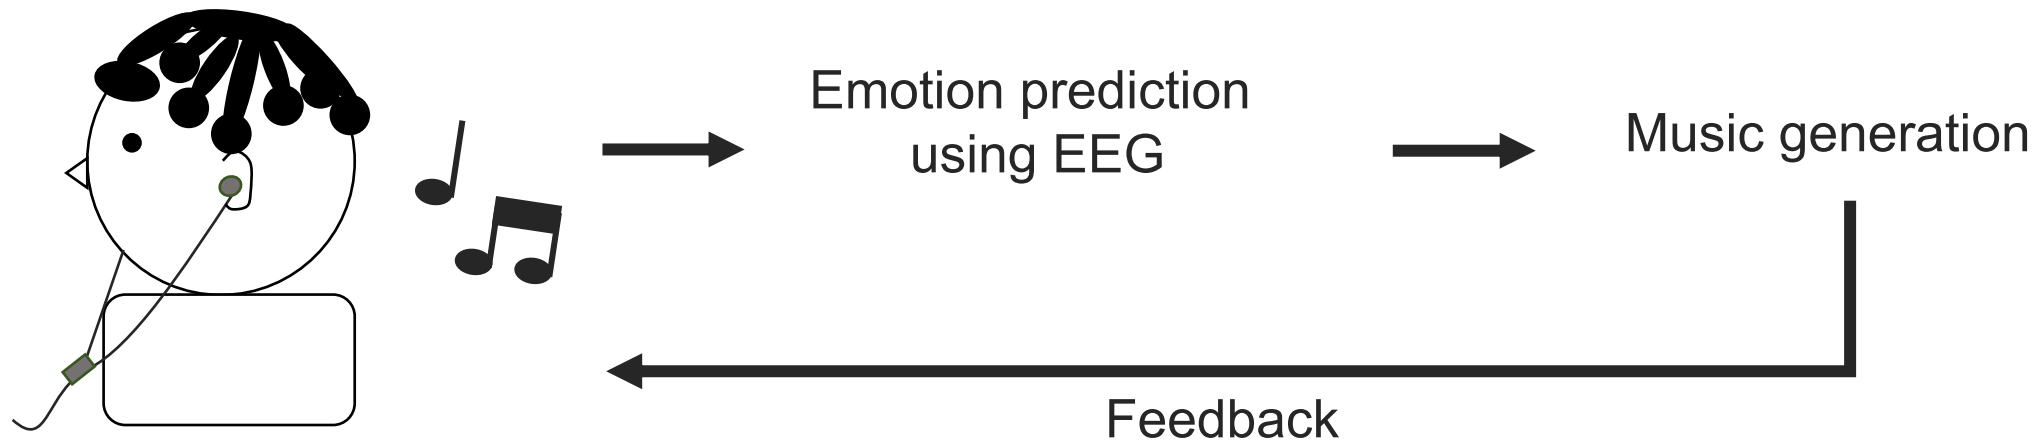 Emotion prediction
using EEG
Music generation
Feedback